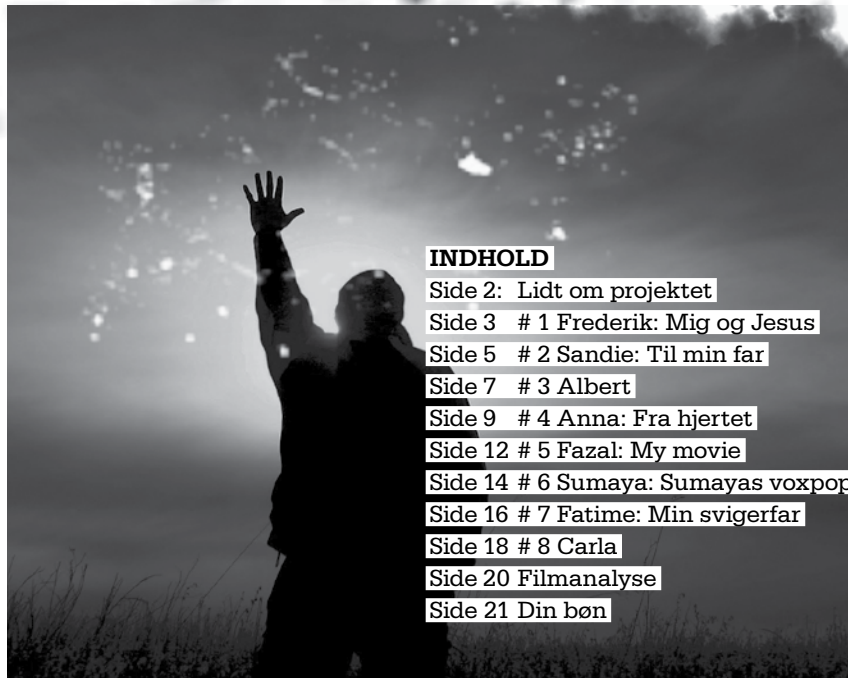 INDHOLD
Side 2: Lidt om projektet
Side 3 # 1 Frederik: Mig og Jesus
Side 5 # 2 Sandie: Til min far
Side 7 # 3 Albert
Side 9 # 4 Anna: Fra hjertet
Side 12 # 5 Fazal: My movie
Side 14 # 6 Sumaya: Sumayas voxpop
Side 16 # 7 Fatime: Min svigerfar
Side 18 # 8 Carla
Side 20 Filmanalyse
Side 21 Din bøn